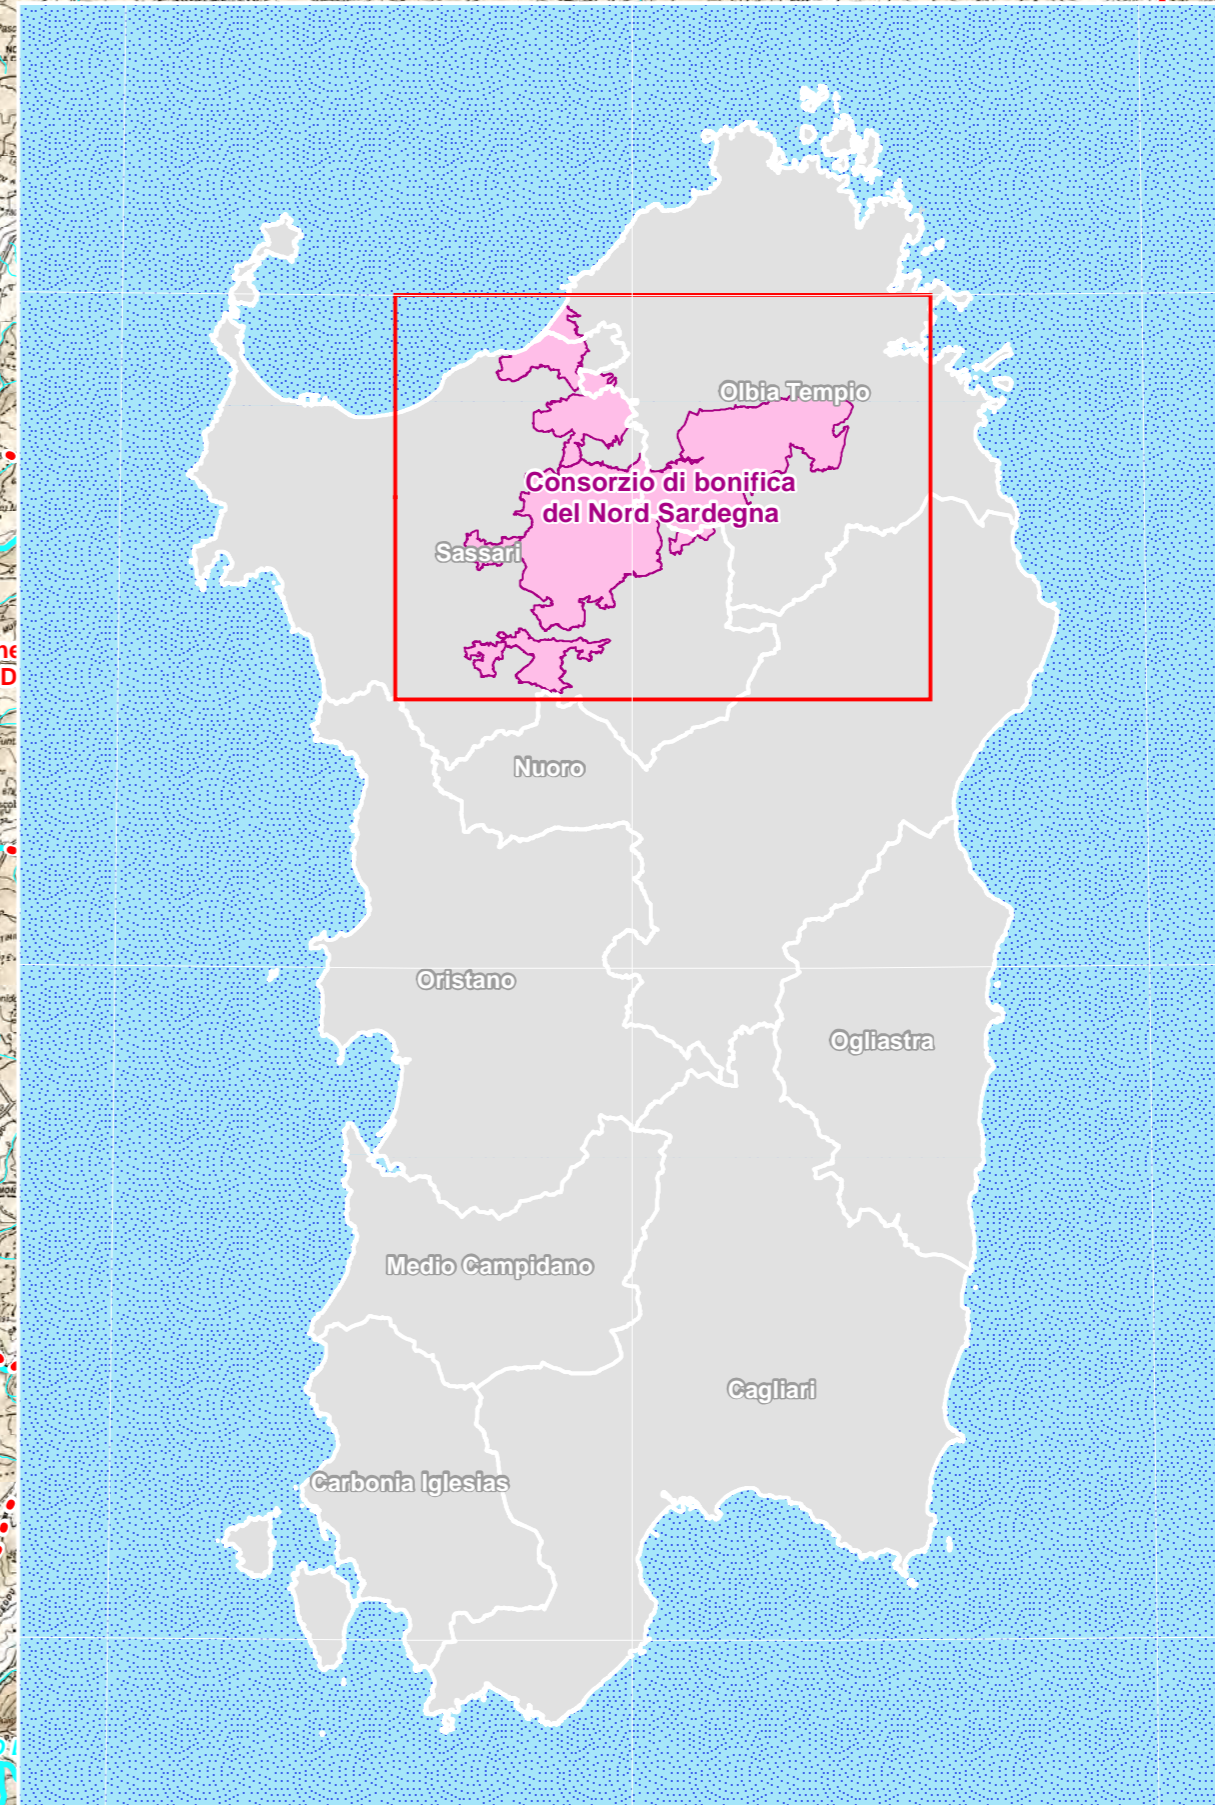 Olbia Tempio
Consorzio di bonifica
del Nord Sardegna
Sassari
Nuoro
Oristano
Ogliastra
Medio Campidano
Cagliari
Carbonia Iglesias